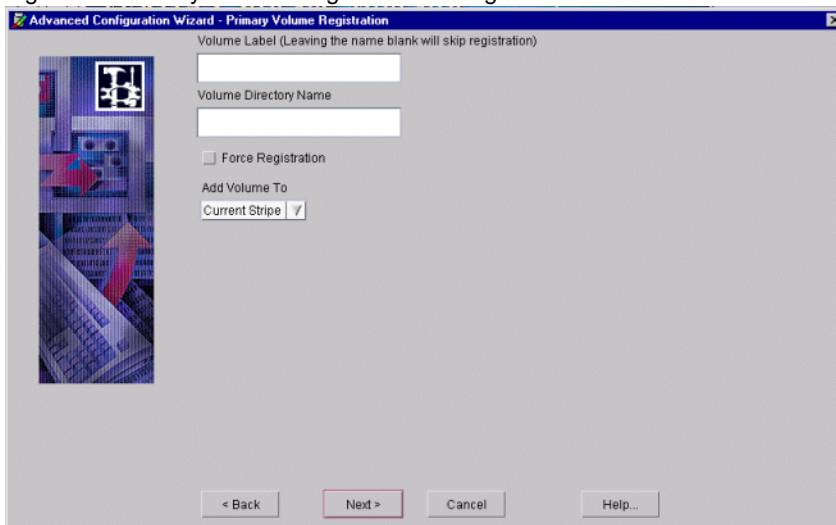 Advanced Configuration Wizard - Primary Volume Registration
Volume Label (Leaving the name blank will skip registration)
Volume Directory Name
Force Registration
Add Volume To
Current Stripe
< Back Next > Cancel Help...